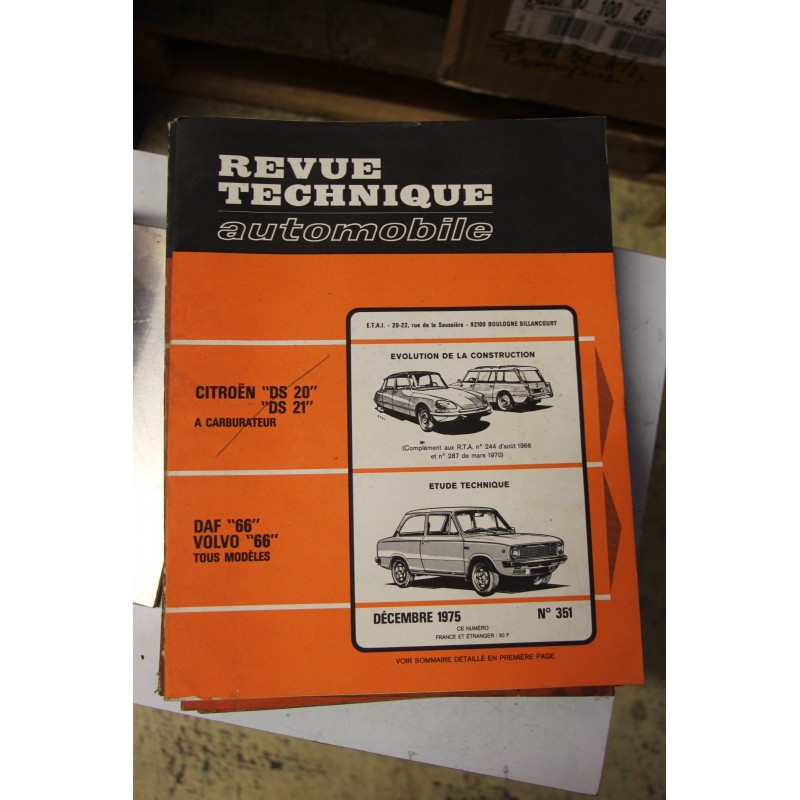 REVUE
TECHNIQUE
automobile
E.T.A.I. - 20-22, rue de la Saussière - 92100 BOULOGNE BILLANCOURT
EVOLUTION DE LA CONSTRUCTION
CITROËN "DS 20"
"DS 21"
A CARBURATEUR
(Complément aux R.T.A. n° 244 d'août 1966
et n° 287 de mars 1970)
ETUDE TECHNIQUE
DAF "66"
VOLVO "66"
TOUS MODÈLES
DÉCEMBRE 1975 N° 351
CE NUMÉRO
FRANCE ET ÉTRANGER : 30 F
VOIR SOMMAIRE DÉTAILLÉ EN PREMIÈRE PAGE
100 48